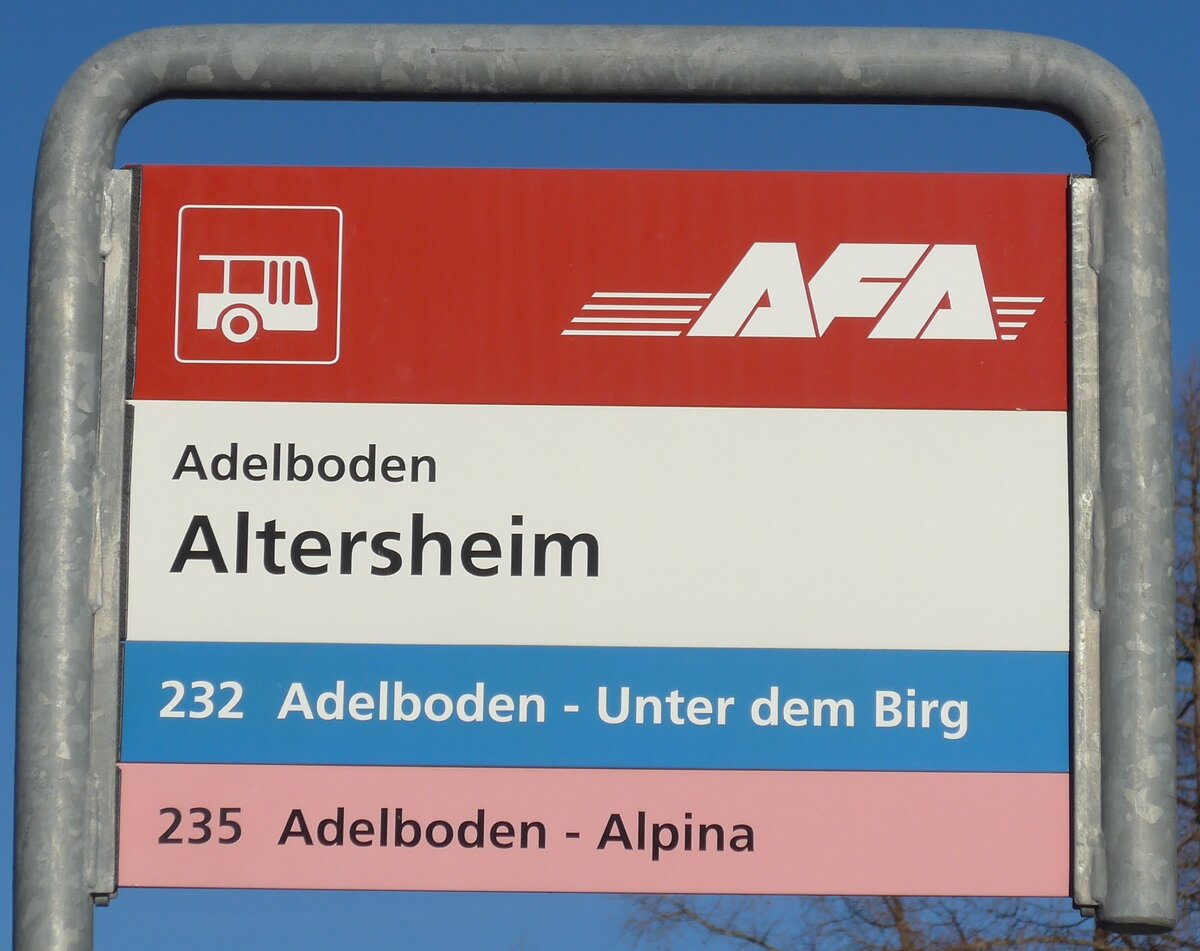 AFA
Adelboden
Altersheim
232 Adelboden - Unter dem Birg
235 Adelboden - Alpina